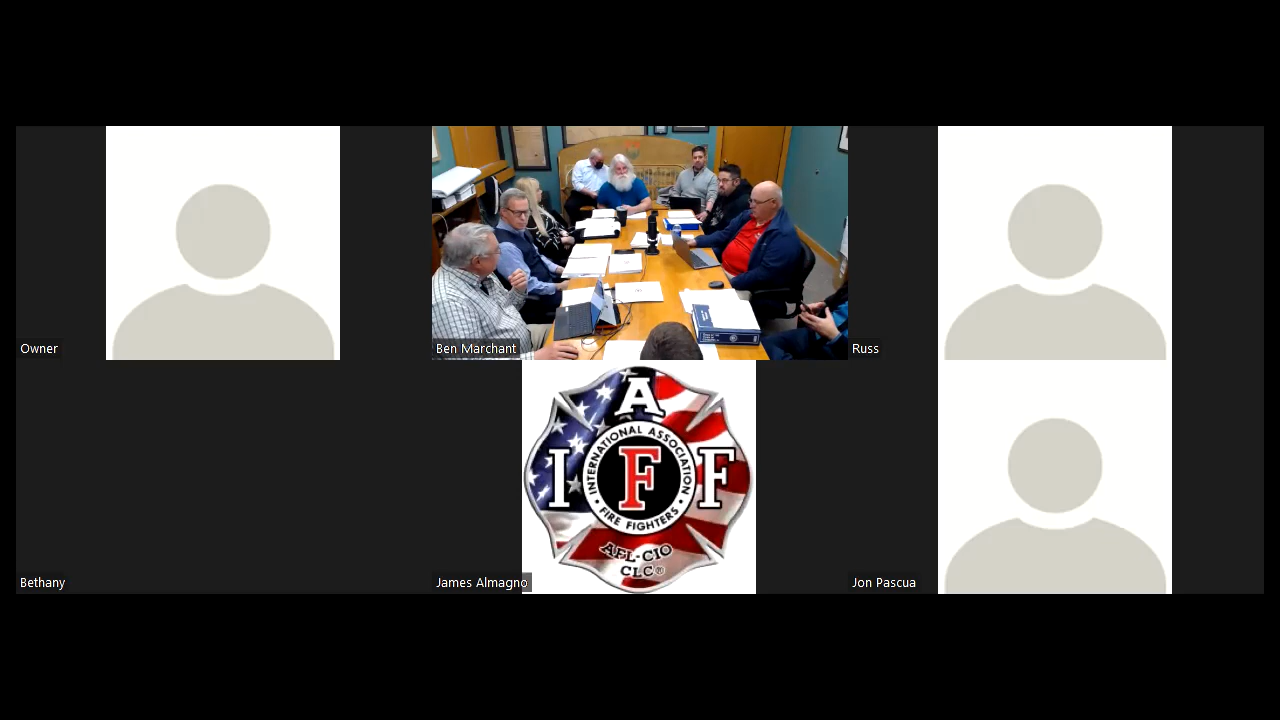 Owner
Ben Marchant
Russ
Bethany
James Almagno
Jon Pascua
A
I F F
INTERNATIONAL ASSOCIATION
FIRE FIGHTERS
AFL-CIO
CLC®